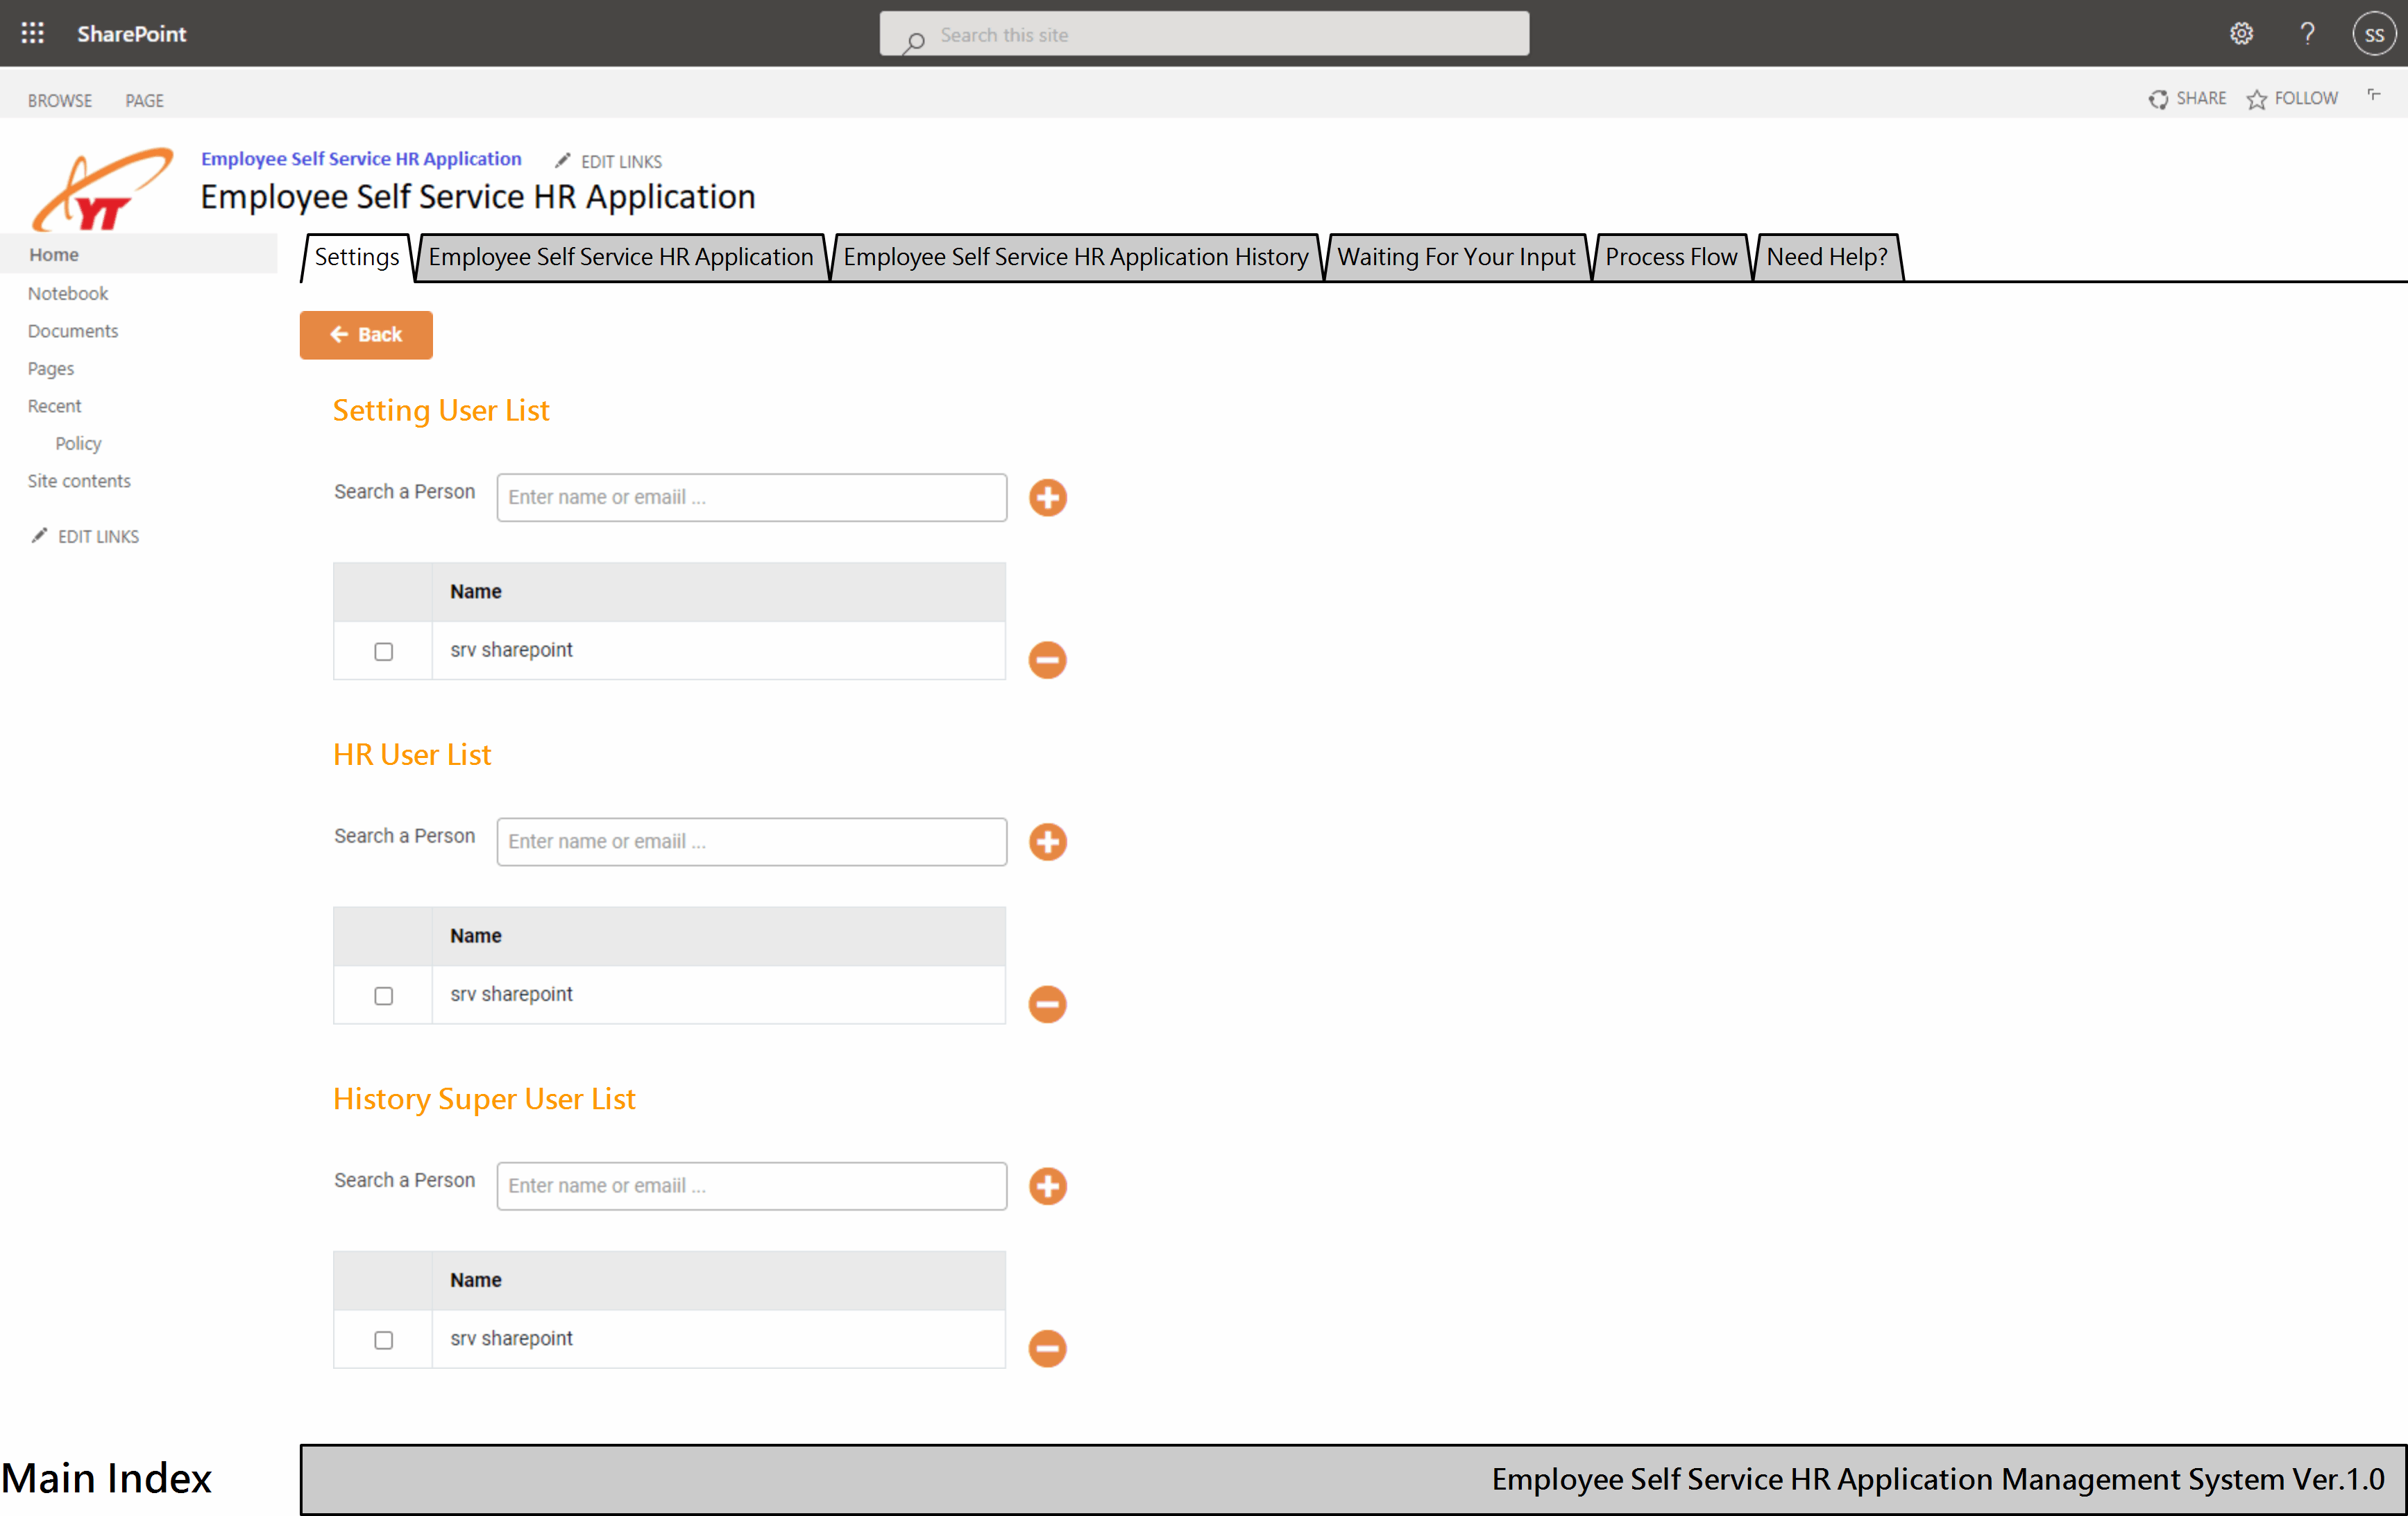 SharePoint
Search this site
SS
BROWSE PAGE
SHARE FOLLOW
YT
Employee Self Service HR Application
EDIT LINKS
Employee Self Service HR Application
Home
Notebook
Documents
Pages
Recent
Policy
Site contents
EDIT LINKS
Settings
Employee Self Service HR Application
Employee Self Service HR Application History
Waiting For Your Input
Process Flow
Need Help?
Back
Setting User List
Search a Person
Enter name or emaiil ...
Name
srv sharepoint
HR User List
Search a Person
Enter name or emaiil ...
Name
srv sharepoint
History Super User List
Search a Person
Enter name or emaiil ...
Name
srv sharepoint
Main Index
Employee Self Service HR Application Management System Ver.1.0